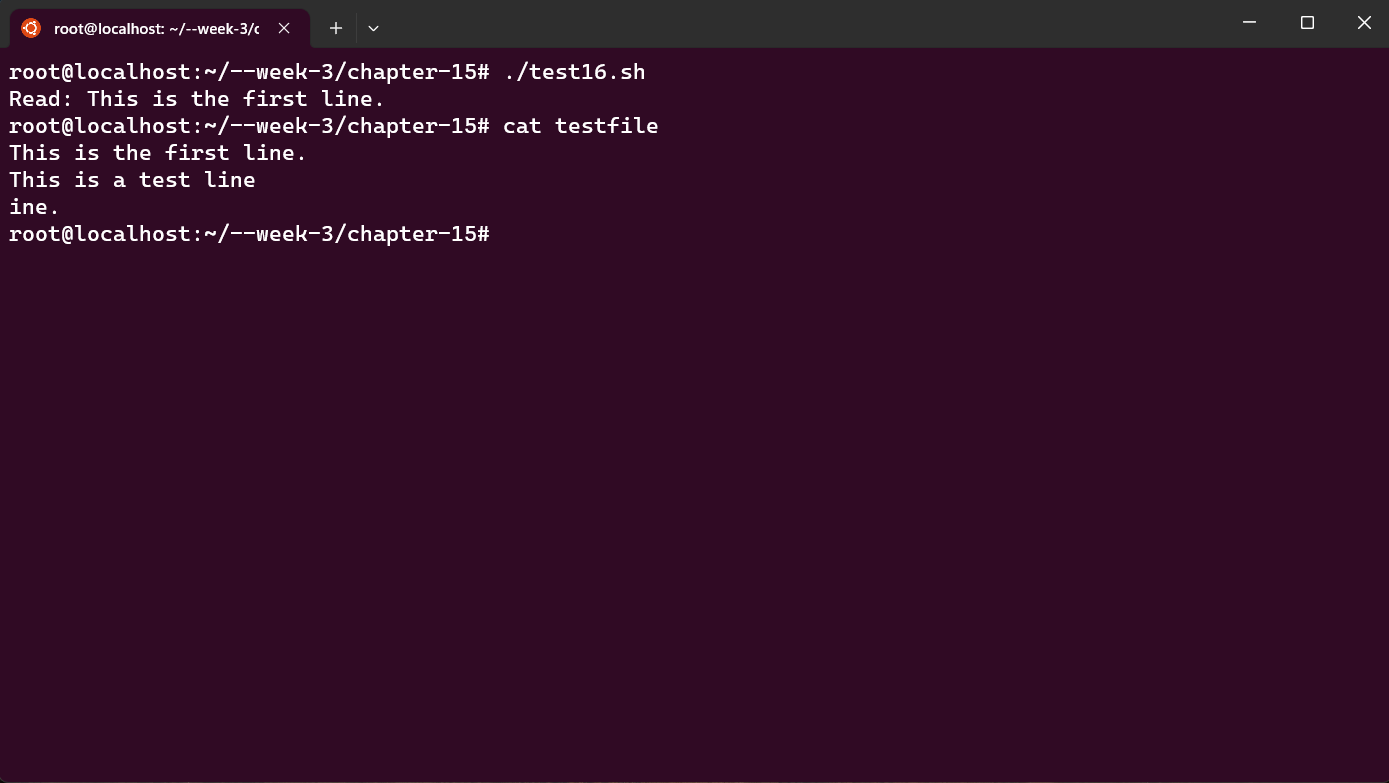 root@localhost: ~/--week-3/c
root@localhost:~/--week-3/chapter-15# ./test16.sh
Read: This is the first line.
root@localhost:~/--week-3/chapter-15# cat testfile
This is the first line.
This is a test line
ine.
root@localhost:~/--week-3/chapter-15#